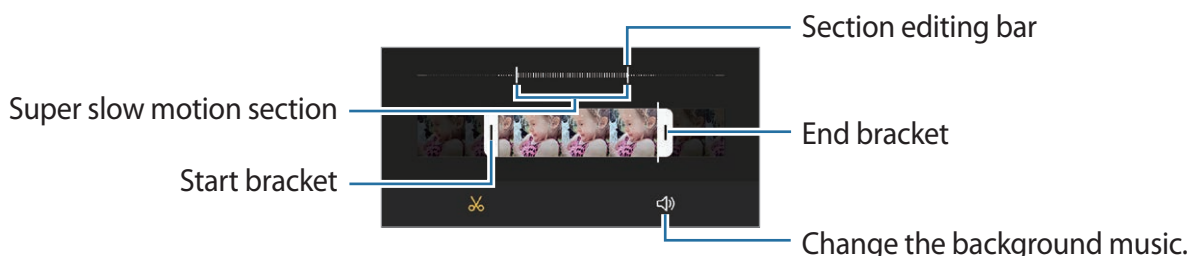 Section editing bar
Super slow motion section
End bracket
Start bracket
Change the background music.